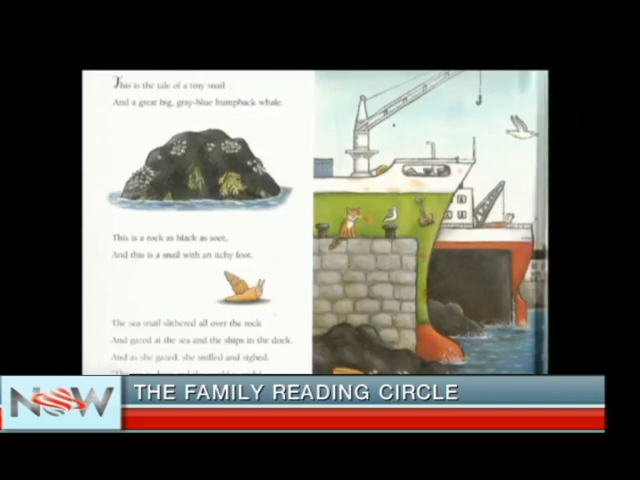 This is the tale of a tiny snail
And a great big, gray-blue humpback whale.
This is a rock as black as soot,
And this is a snail with an itchy foot.
The sea snail slithered all over the rock
And gazed at the sea and the ships in the dock.
And as she gazed, she sniffed and sighed.
NOW
THE FAMILY READING CIRCLE